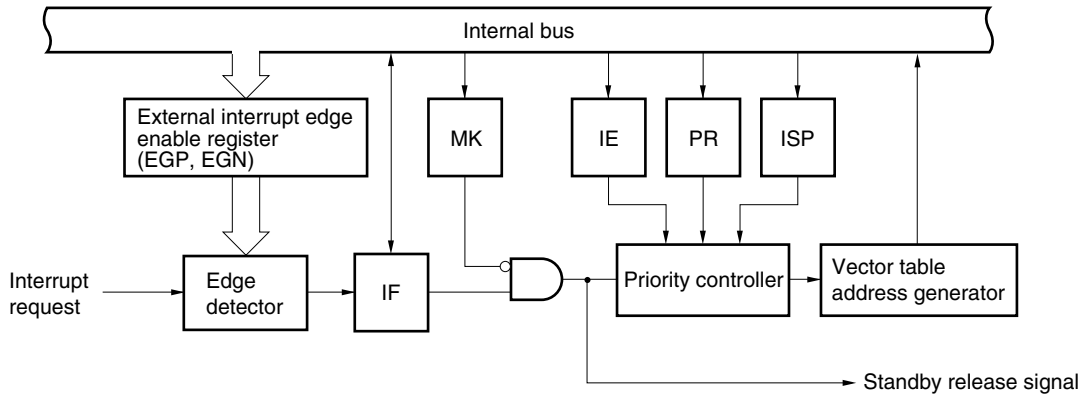 Internal bus
External interrupt edge
enable register
(EGP, EGN)
MK
IE
PR
ISP
Interrupt
request
Edge
detector
IF
Priority controller
Vector table
address generator
Standby release signal